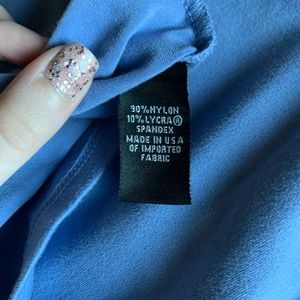 90%NYLON
10%LYCRA®
SPANDEX
MADE IN USA
OF IMPORTED
FABRIC